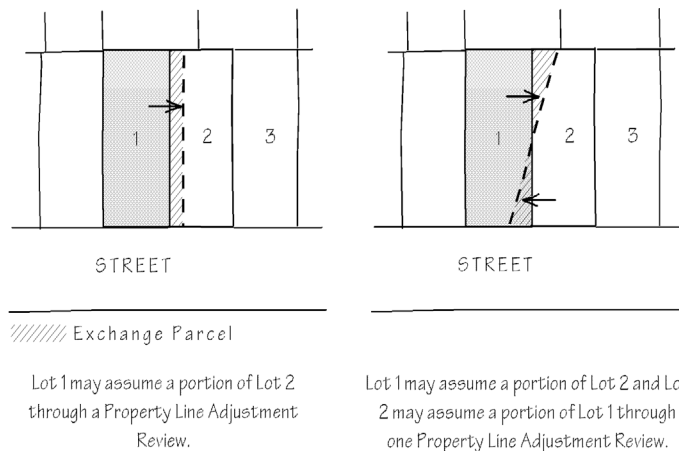 1 2 3
1 2 3
STREET
STREET
Exchange Parcel
Lot 1 may assume a portion of Lot 2
through a Property Line Adjustment
Review.
Lot 1 may assume a portion of Lot 2 and Lo
2 may assume a portion of Lot 1 through
one Property Line Adjustment Review.